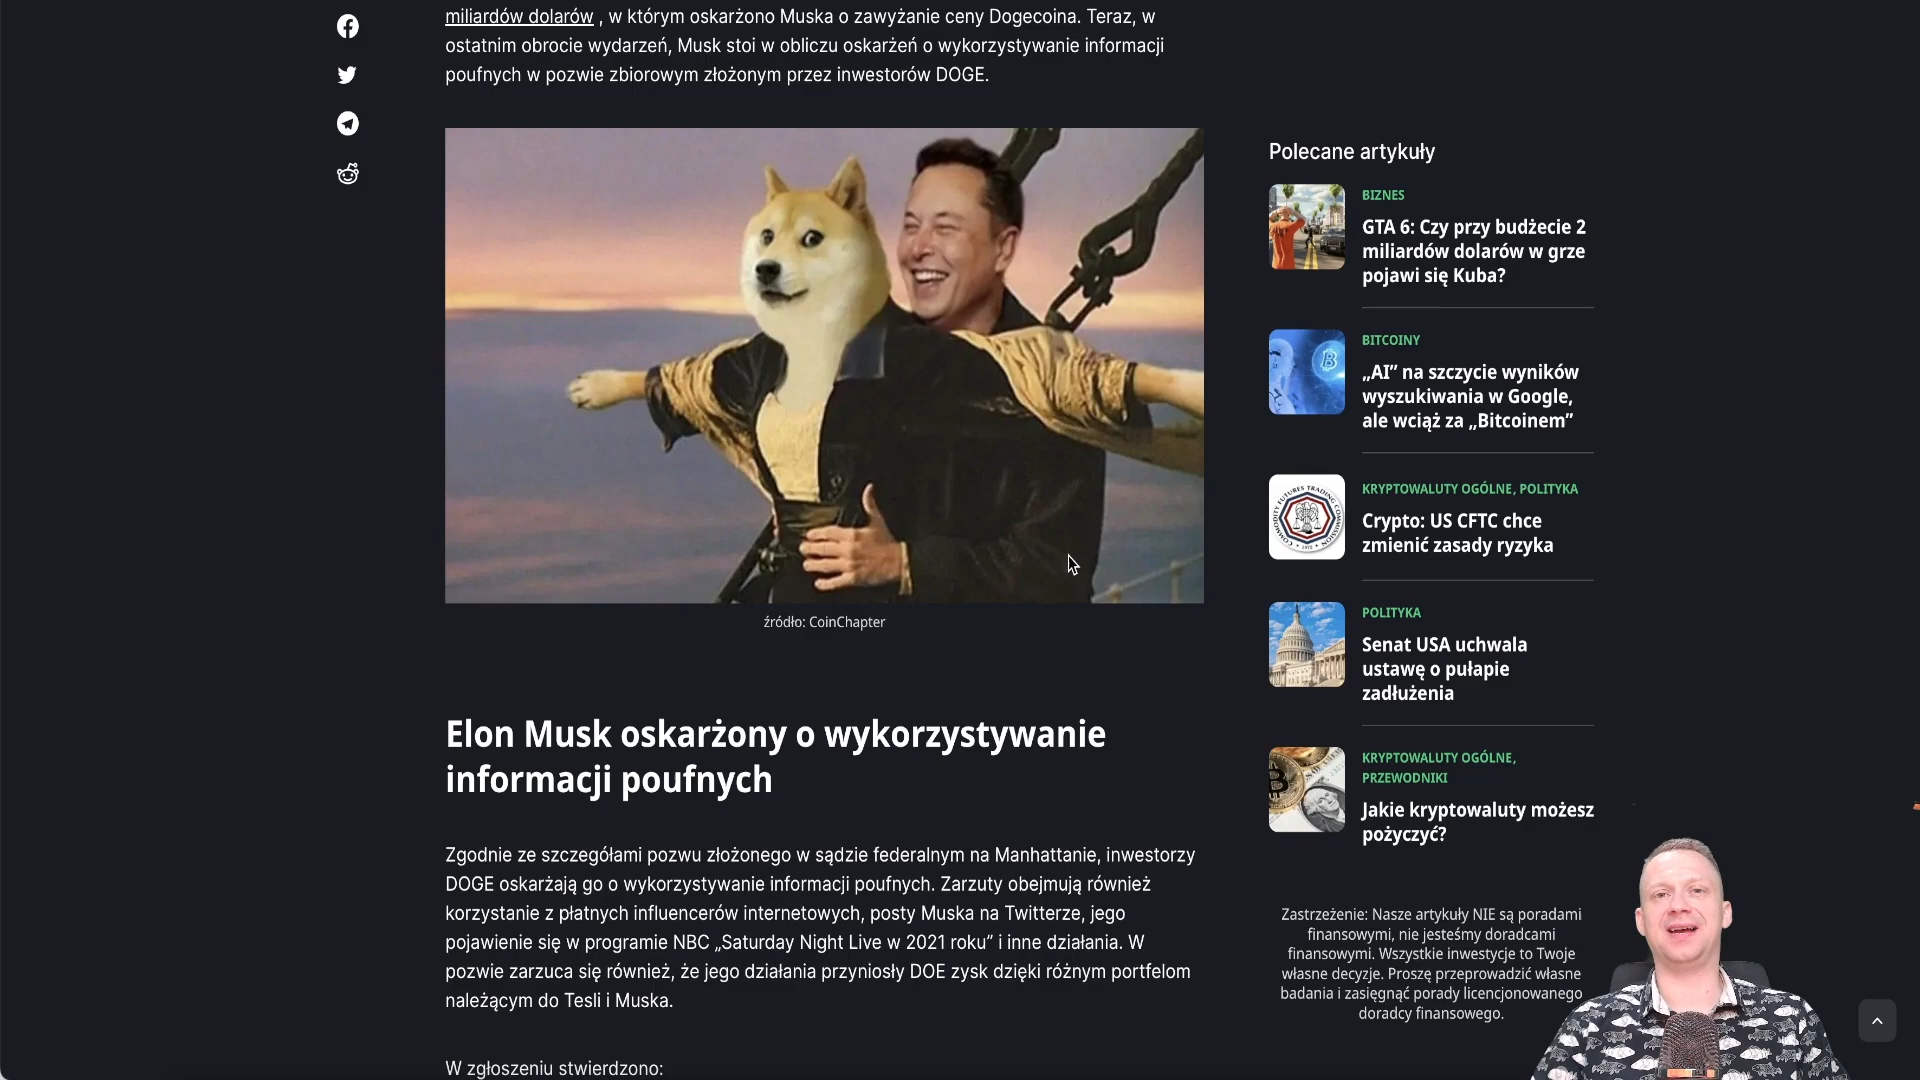 miliardów dolarów , w którym oskarżono Muska o zawyżanie ceny Dogecoina. Teraz, w
ostatnim obrocie wydarzeń, Musk stoi w obliczu oskarżeń o wykorzystywanie informacji
poufnych w pozwie zbiorowym złożonym przez inwestorów DOGE.
źródło: CoinChapter
Elon Musk oskarżony o wykorzystywanie
informacji poufnych
Zgodnie ze szczegółami pozwu złożonego w sądzie federalnym na Manhattanie, inwestorzy
DOGE oskarżają go o wykorzystywanie informacji poufnych. Zarzuty obejmują również
korzystanie z płatnych influencerów internetowych, posty Muska na Twitterze, jego
pojawienie się w programie NBC „Saturday Night Live w 2021 roku” i inne działania. W
pozwie zarzuca się również, że jego działania przyniosły DOE zysk dzięki różnym portfelom
należącym do Tesli i Muska.
W zgłoszeniu stwierdzono:
Polecane artykuły
BIZNES
GTA 6: Czy przy budżecie 2
miliardów dolarów w grze
pojawi się Kuba?
BITCOINY
„AI” na szczycie wyników
wyszukiwania w Google,
ale wciąż za „Bitcoinem”
KRYPTOWALUTY OGÓLNE, POLITYKA
Crypto: US CFTC chce
zmienić zasady ryzyka
POLITYKA
Senat USA uchwala
ustawę o pułapie
zadłużenia
KRYPTOWALUTY OGÓLNE,
PRZEWODNIKI
Jakie kryptowaluty możesz
pożyczyć?
Zastrzeżenie: Nasze artykuły NIE są poradami
finansowymi, nie jesteśmy doradcami
finansowymi. Wszystkie inwestycje to Twoje
własne decyzje. Proszę przeprowadzić własne
badania i zasięgnąć porady licencjonowanego
doradcy finansowego.